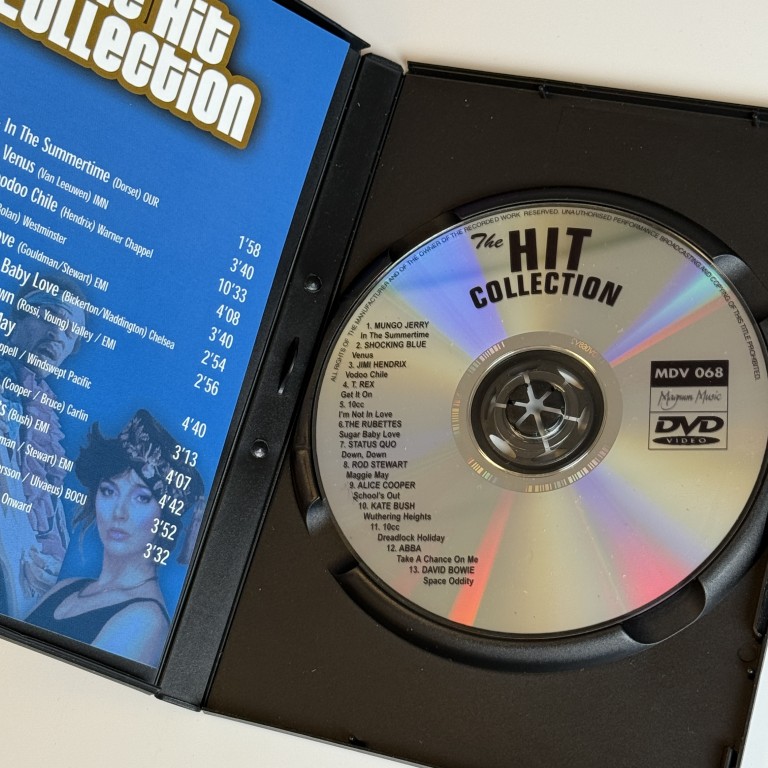 Hit
Collection
In The Summertime (Dorset) OUR
Venus (Van Leeuwen) IMN
Chile (Hendrix) Warner Chappel
Westminster
(Gouldman/Stewart) EMI
Baby Love (Bickerton/Waddington) Chelsea
(Rossi, Young) Valley / EMI
May
/ Windswept Pacific
(Cooper / Bruce) Carlin
(Bush) EMI
/ Stewart) EMI
/ Ulvaeus) BOCU
Onward
1'58
3'40
10'33
4'08
3'40
2'54
2'56
4'40
3'13
4'07
4'42
3'52
3'32
ALL RIGHTS OF THE MANUFACTURER AND OF THE OWNER OF THE RECORDED WORK RESERVED. UNAUTHORISED PERFORMANCE BROADCASTING AND COPYING OF THIS TITLE PROHIBITED.
The HIT
COLLECTION
1. MUNGO JERRY
In The Summertime
2. SHOCKING BLUE
Venus
3. JIMI HENDRIX
Voodoo Chile
4. T. REX
Get It On
5. 10cc
I'm Not In Love
6.THE RUBETTES
Sugar Baby Love
7. STATUS QUO
Down, Down
8. ROD STEWART
Maggie May
9. ALICE COOPER
School's Out
10. KATE BUSH
Wuthering Heights
11. 10cc
Dreadlock Holiday
12. ABBA
Take A Chance On Me
13. DAVID BOWIE
Space Oddity
MDV 068
Magnum Music
DVD
VIDEO